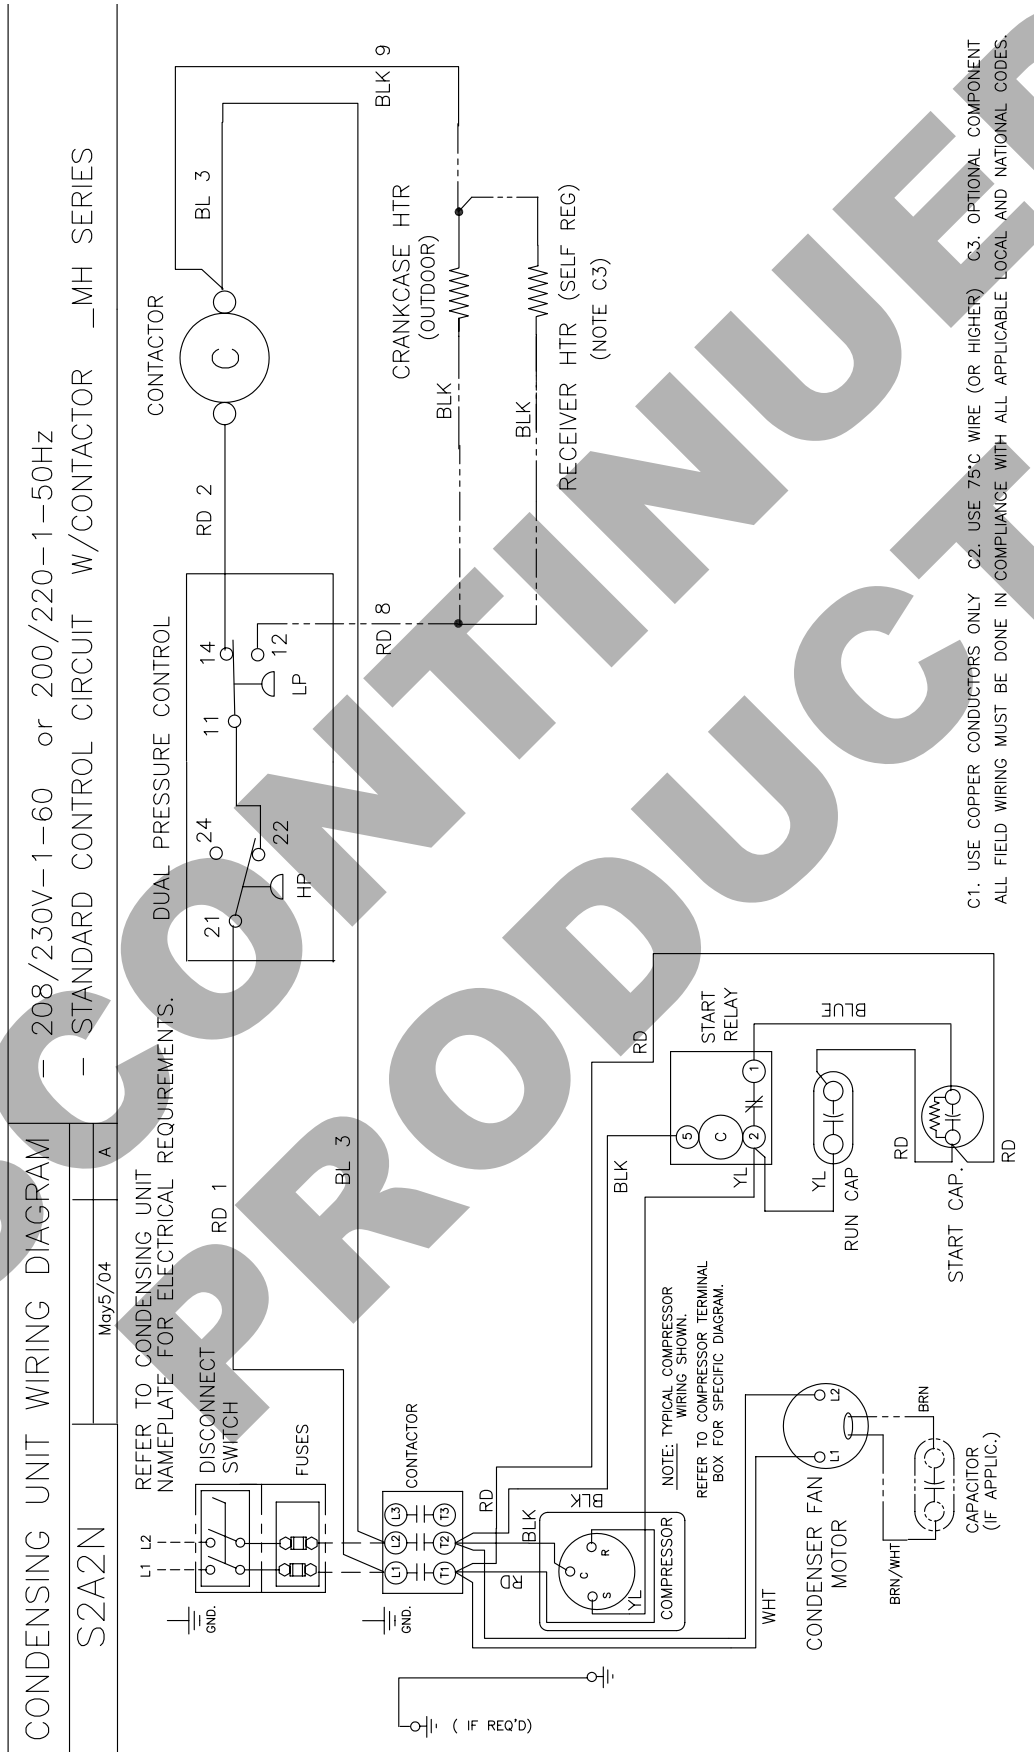 CONDENSING UNIT WIRING DIAGRAM
- 208/230V-1-60 or 200/220-1-50Hz
S2A2N
May5/04
A
- STANDARD CONTROL CIRCUIT W/CONTACTOR _MH SERIES
REFER TO CONDENSING UNIT
NAMEPLATE FOR ELECTRICAL REQUIREMENTS.
L1
L2
GND.
DISCONNECT
SWITCH
FUSES
GND.
CONTACTOR
L1
L2
L3
T1
T2
T3
( IF REQ'D)
RD 1
BL 3
DUAL PRESSURE CONTROL
21
24
22
HP
11
14
12
LP
RD 2
CONTACTOR
C
BL 3
BLK 9
RD 8
BLK
CRANKCASE HTR
(OUTDOOR)
BLK
RECEIVER HTR (SELF REG)
(NOTE C3)
RD
BLK
RD
BLK
BLK
RD
C
S
R
YL
COMPRESSOR
NOTE: TYPICAL COMPRESSOR
WIRING SHOWN.
REFER TO COMPRESSOR TERMINAL
BOX FOR SPECIFIC DIAGRAM.
WHT
CONDENSER FAN
MOTOR
L1
L2
BRN/WHT
BRN
CAPACITOR
(IF APPLIC.)
START
RELAY
5
C
2
1
YL
BLUE
YL
RUN CAP
RD
START CAP.
RD
C1. USE COPPER CONDUCTORS ONLY C2. USE 75°C WIRE (OR HIGHER) C3. OPTIONAL COMPONENT
ALL FIELD WIRING MUST BE DONE IN COMPLIANCE WITH ALL APPLICABLE LOCAL AND NATIONAL CODES.
SCONTINUED
PRODUCT